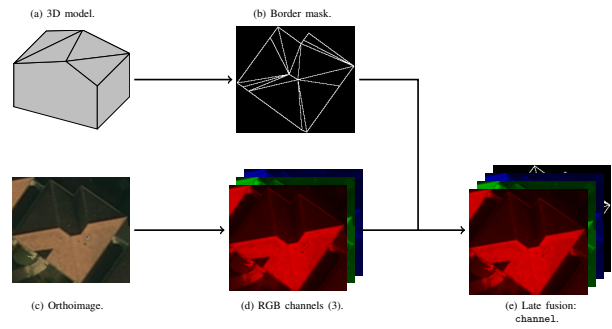 (a) 3D model.
(b) Border mask.
(c) Orthoimage.
(d) RGB channels (3).
(e) Late fusion:
channel.